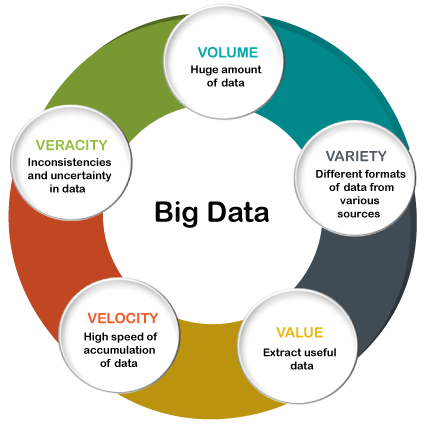 VOLUME
Huge amount
of data
VARIETY
Different formats
of data from
various
sources
VALUE
Extract useful
data
VELOCITY
High speed of
accumulation
of data
VERACITY
Inconsistencies
and uncertainty
in data
Big Data